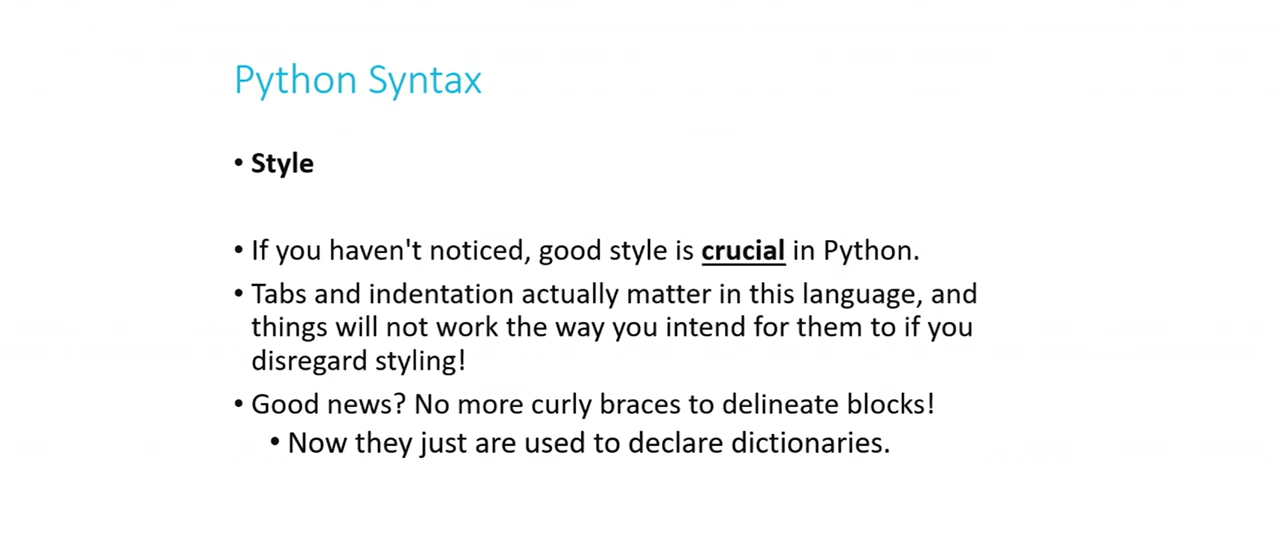 Python Syntax
• Style
• If you haven't noticed, good style is crucial in Python.
• Tabs and indentation actually matter in this language, and
things will not work the way you intend for them to if you
disregard styling!
• Good news? No more curly braces to delineate blocks!
• Now they just are used to declare dictionaries.